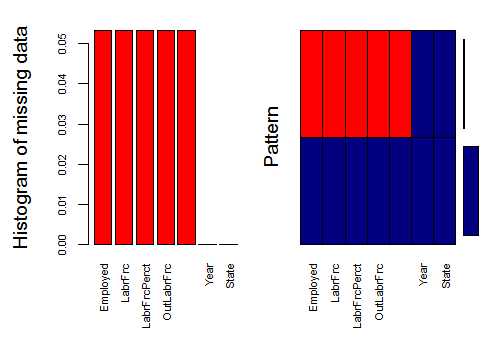 Histogram of missing data
0.00
0.01
0.02
0.03
0.04
0.05
Employed
LabrFrc
LabrFrcPerct
OutLabrFrc
Year
State
Pattern
Employed
LabrFrc
LabrFrcPerct
OutLabrFrc
Year
State